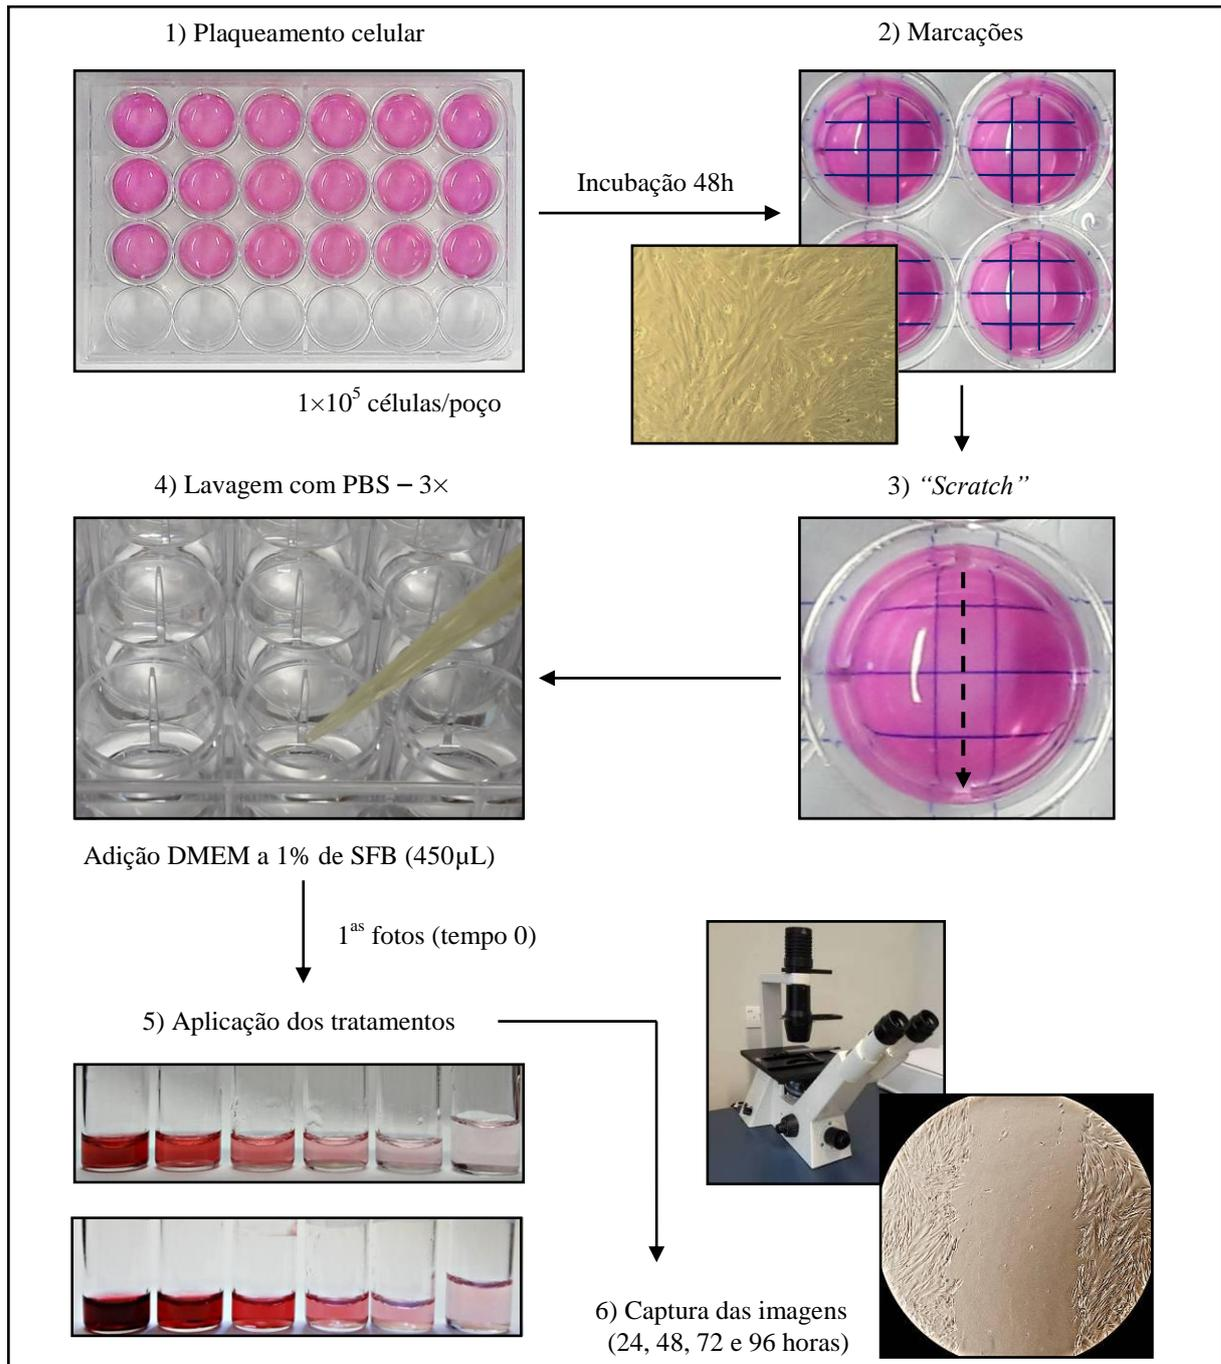 1) Plaqueamento celular
2) Marcações
Incubação 48h
1×10⁵ células/poço
3) “Scratch”
4) Lavagem com PBS – 3×
Adição DMEM a 1% de SFB (450µL)
1ᵃˢ fotos (tempo 0)
5) Aplicação dos tratamentos
6) Captura das imagens
(24, 48, 72 e 96 horas)